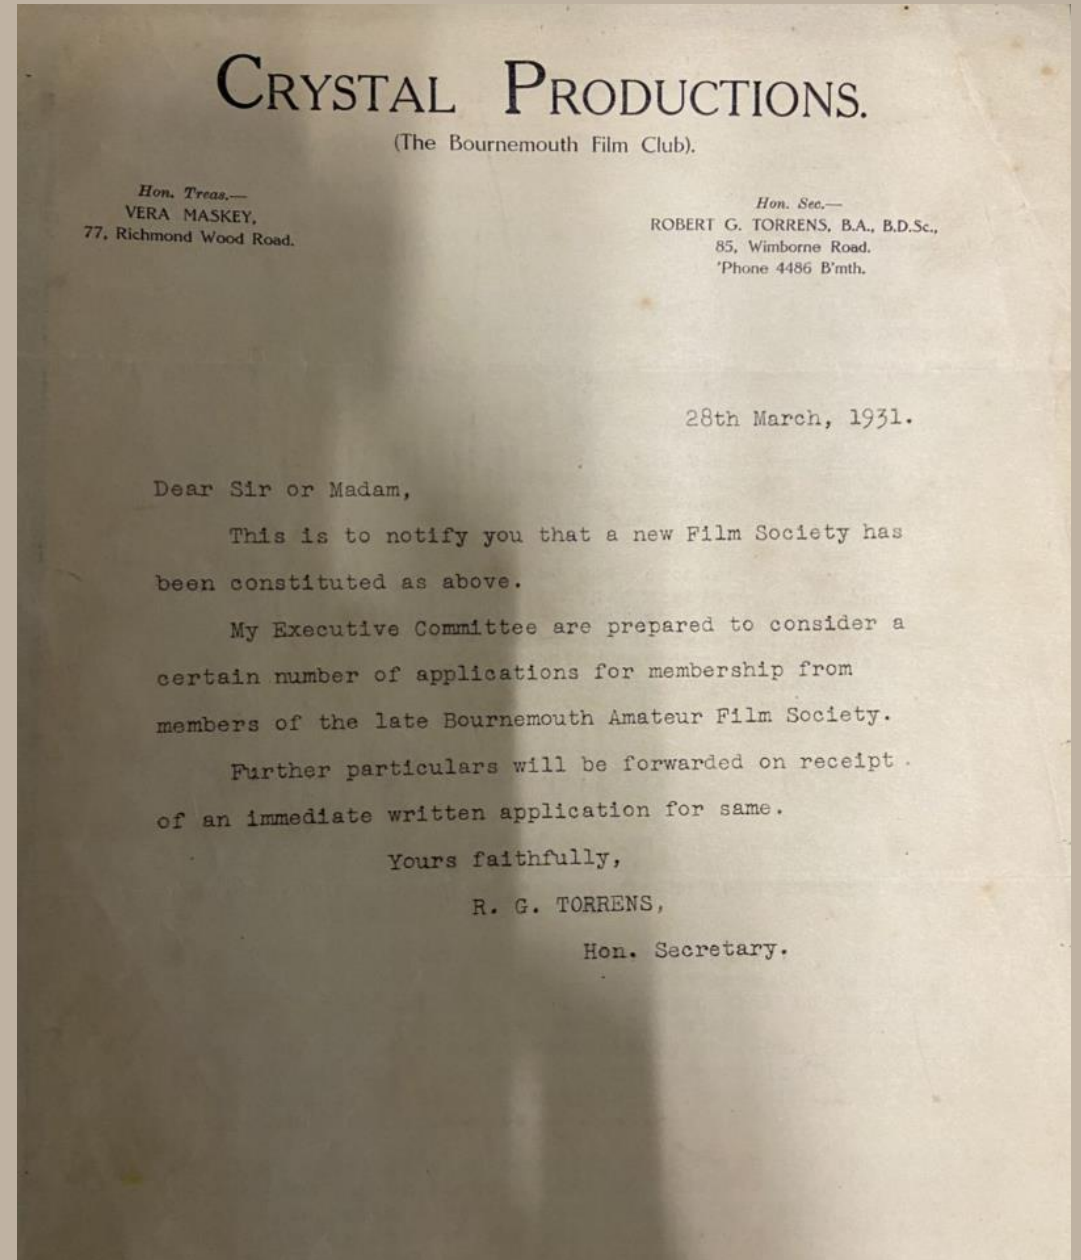 CRYSTAL PRODUCTIONS.
(The Bournemouth Film Club).
Hon. Treas.—
VERA MASKEY,
77, Richmond Wood Road.
Hon. Sec.—
ROBERT G. TORRENS, B.A., B.D.Sc.,
85, Wimborne Road.
'Phone 4486 B'mth.
28th March, 1931.
Dear Sir or Madam,
This is to notify you that a new Film Society has
been constituted as above.
My Executive Committee are prepared to consider a
certain number of applications for membership from
members of the late Bournemouth Amateur Film Society.
Further particulars will be forwarded on receipt
of an immediate written application for same.
Yours faithfully,
R. G. TORRENS,
Hon. Secretary.